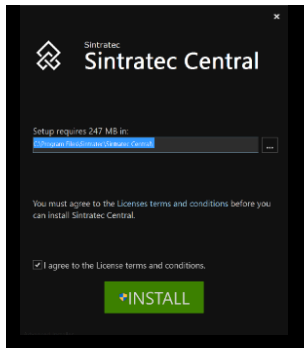 Sintratec
Sintratec Central
Setup requires 247 MB in:
C:\Program Files\Sintratec\Sintratec Central\
...
You must agree to the Licenses terms and conditions before you
can install Sintratec Central.
I agree to the License terms and conditions.
INSTALL